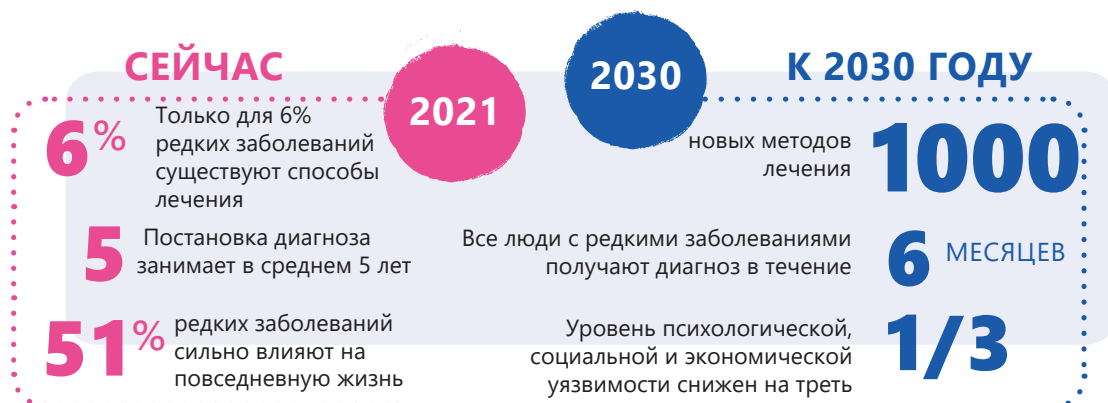 СЕЙЧАС
2021
6%
Только для 6%
редких заболеваний
существуют способы
лечения
5
Постановка диагноза
занимает в среднем 5 лет
51%
редких заболеваний
сильно влияют на
повседневную жизнь
2030
К 2030 ГОДУ
новых методов
лечения
1000
Все люди с редкими заболеваниями
получают диагноз в течение
6 МЕСЯЦЕВ
Уровень психологической,
социальной и экономической
уязвимости снижен на треть
1/3